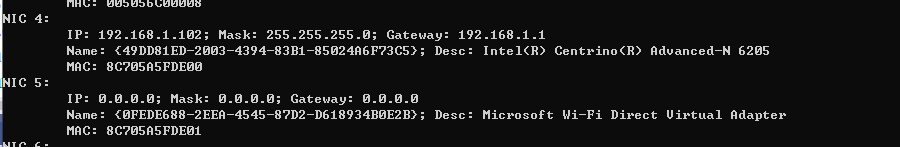 MAC: 005056C00008
NIC 4:
IP: 192.168.1.102; Mask: 255.255.255.0; Gateway: 192.168.1.1
Name: {49DD81ED-2003-4394-83B1-85024A6F73C5}; Desc: Intel(R) Centrino(R) Advanced-N 6205
MAC: 8C705A5FDE00
NIC 5:
IP: 0.0.0.0; Mask: 0.0.0.0; Gateway: 0.0.0.0
Name: {0FEDE688-2EEA-4545-87D2-D618934B0E2B}; Desc: Microsoft Wi-Fi Direct Virtual Adapter
MAC: 8C705A5FDE01
NIC 6: